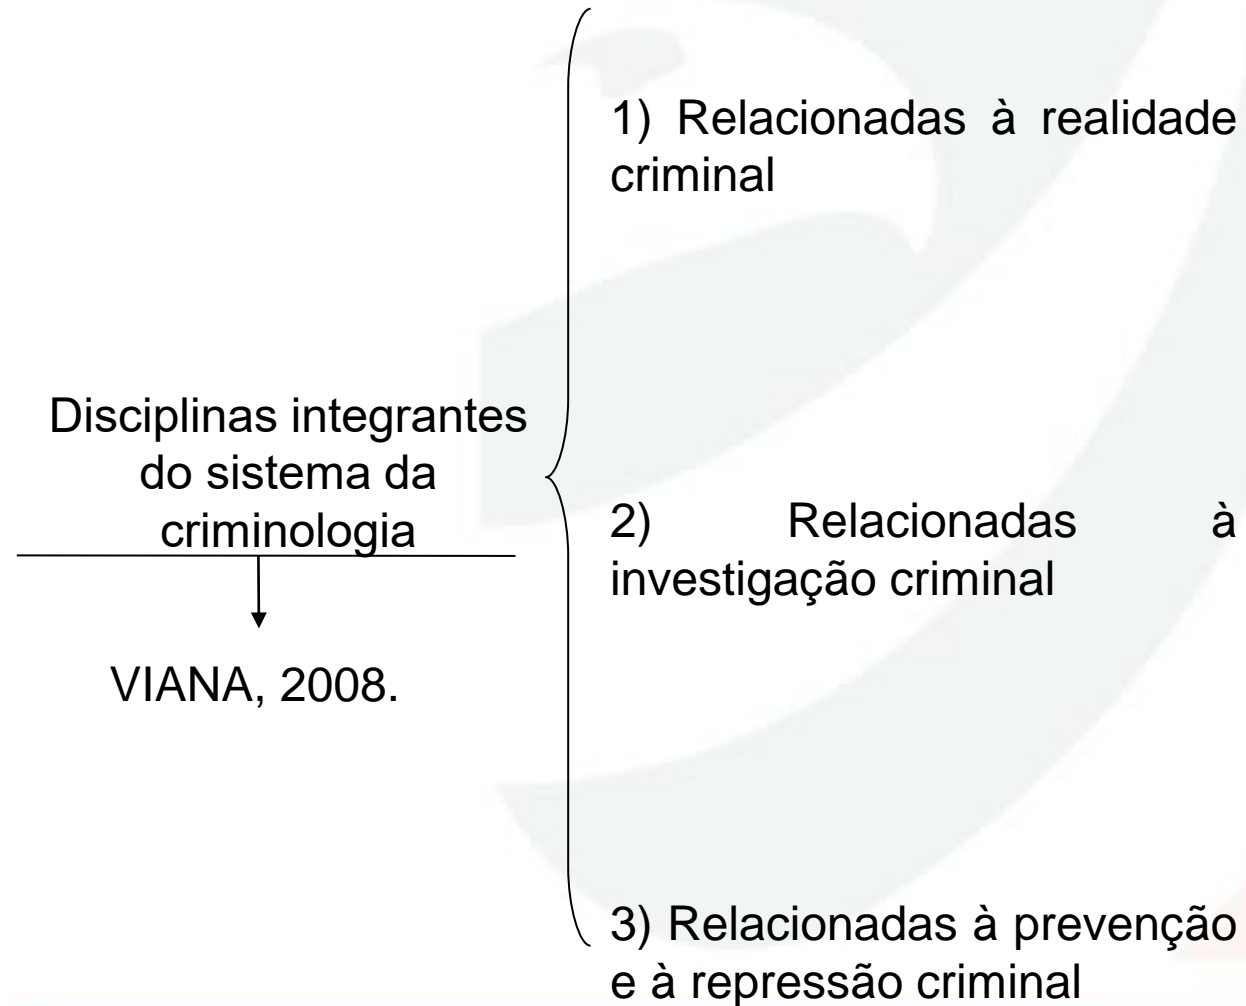 Disciplinas integrantes
do sistema da
criminologia
VIANA, 2008.
1) Relacionadas à realidade
criminal
2) Relacionadas à
investigação criminal
3) Relacionadas à prevenção
e à repressão criminal